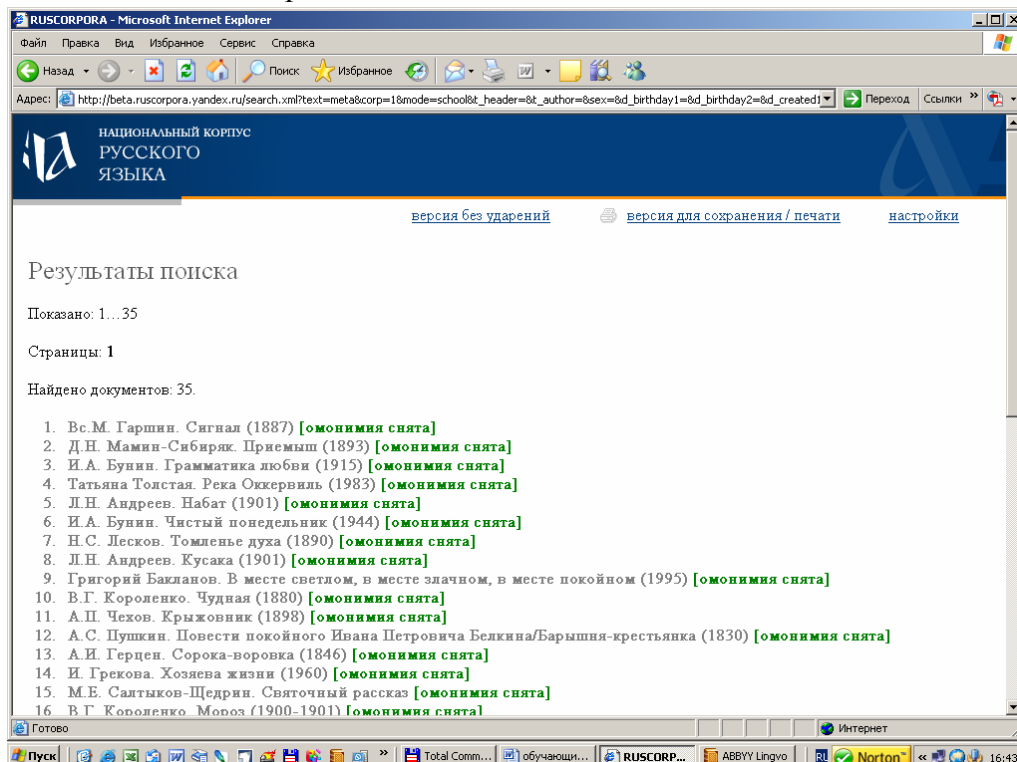 RUSCORPORA - Microsoft Internet Explorer
Файл Правка Вид Избранное Сервис Справка
Назад Поиск Избранное
Адрес: http://beta.ruscorpora.yandex.ru/search.xml?text=meta&corp=1&mode=school&t_header=&t_author=&sex=&d_birthday1=&d_birthday2=&d_created1 Переход Ссылки »
НАЦИОНАЛЬНЫЙ КОРПУС
РУССКОГО
ЯЗЫКА
версия без ударений версия для сохранения / печати настройки
Результаты поиска
Показано: 1…35
Страницы: 1
Найдено документов: 35.
1. Вс.М. Гаршин. Сигнал (1887) [омонимия снята]
2. Д.Н. Мамин-Сибиряк. Приемыш (1893) [омонимия снята]
3. И.А. Бунин. Грамматика любви (1915) [омонимия снята]
4. Татьяна Толстая. Река Оккервиль (1983) [омонимия снята]
5. Л.Н. Андреев. Набат (1901) [омонимия снята]
6. И.А. Бунин. Чистый понедельник (1944) [омонимия снята]
7. Н.С. Лесков. Томленье духа (1890) [омонимия снята]
8. Л.Н. Андреев. Кусака (1901) [омонимия снята]
9. Григорий Бакланов. В месте светлом, в месте злачном, в месте покойном (1995) [омонимия снята]
10. В.Г. Короленко. Чудная (1880) [омонимия снята]
11. А.П. Чехов. Крыжовник (1898) [омонимия снята]
12. А.С. Пушкин. Повести покойного Ивана Петровича Белкина/Барышня-крестьянка (1830) [омонимия снята]
13. А.И. Герцен. Сорока-воровка (1846) [омонимия снята]
14. И. Грекова. Хозяева жизни (1960) [омонимия снята]
15. М.Е. Салтыков-Щедрин. Святочный рассказ [омонимия снята]
16. В.Г. Короленко. Мороз (1900-1901) [омонимия снята]
Готово Интернет
Пуск » Total Comm... обучающи... RUSCORP... ABBYY Lingvo RU Norton™ « 16:43